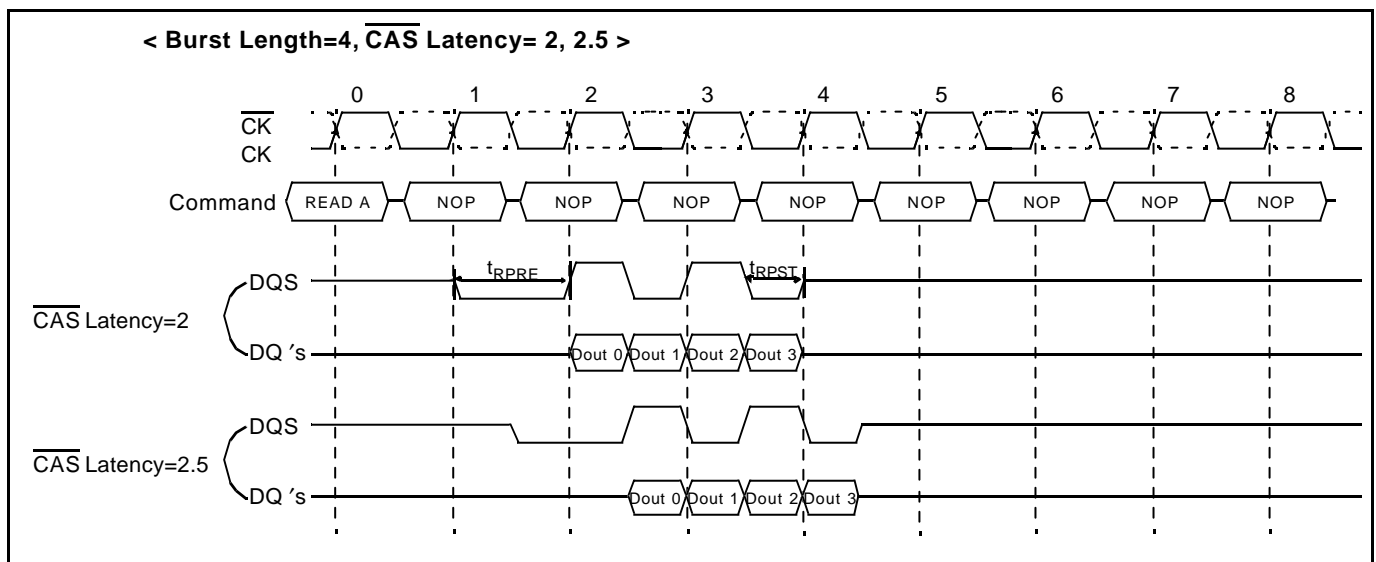 < Burst Length=4, CAS Latency= 2, 2.5 >
0 1 2 3 4 5 6 7 8
CK
CK
Command READ A NOP NOP NOP NOP NOP NOP NOP NOP
DQS tRPRE tRPST
CAS Latency=2
DQ 's Dout 0 Dout 1 Dout 2 Dout 3
DQS
CAS Latency=2.5
DQ 's Dout 0 Dout 1 Dout 2 Dout 3